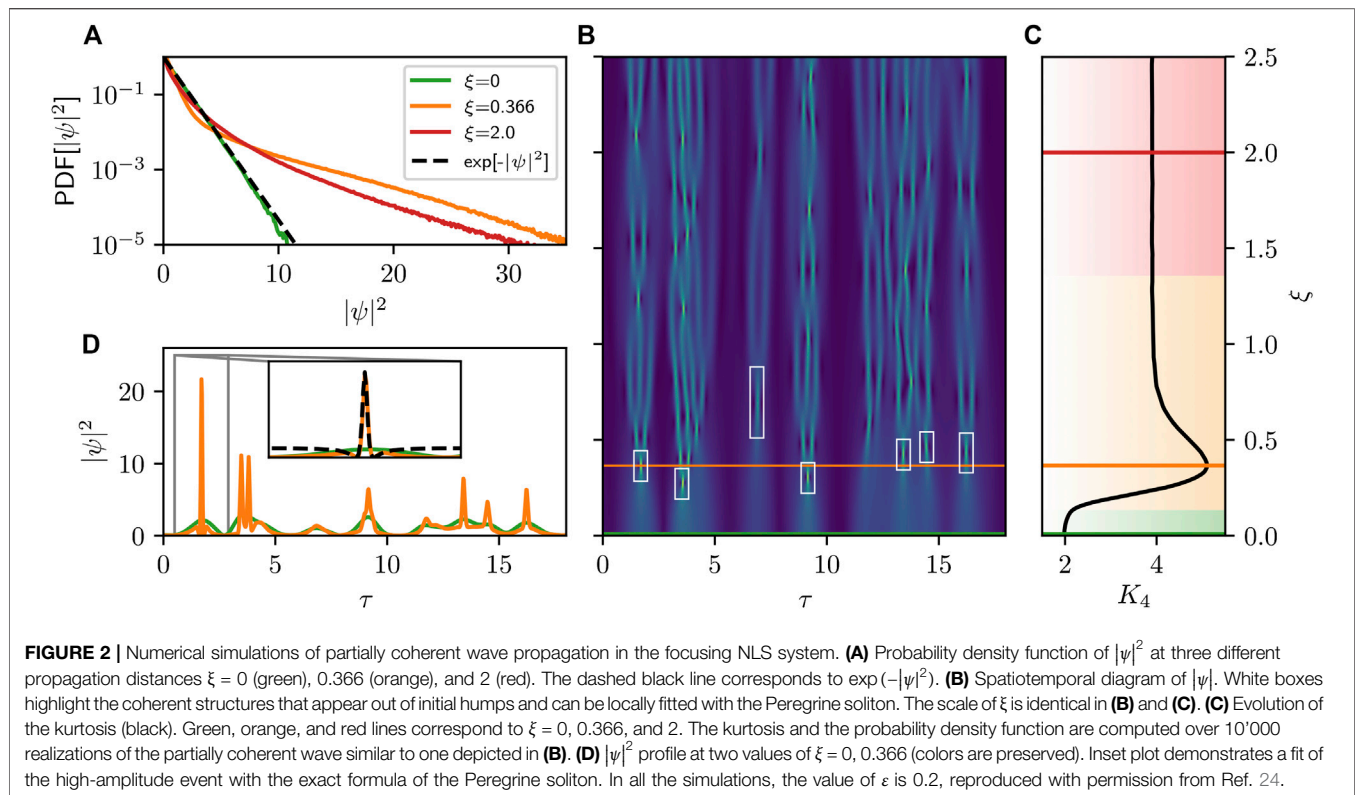 A
PDF[|ψ|²]
10⁻¹
10⁻³
10⁻⁵
ξ=0
ξ=0.366
ξ=2.0
exp[-|ψ|²]
0 10 20 30
|ψ|²
B
0 5 10 15
τ
C
2.5
2.0
1.5
1.0
0.5
0.0
ξ
2 4
K₄
D
|ψ|²
20
10
0
0 5 10 15
τ
FIGURE 2 | Numerical simulations of partially coherent wave propagation in the focusing NLS system. (A) Probability density function of |ψ|² at three different
propagation distances ξ = 0 (green), 0.366 (orange), and 2 (red). The dashed black line corresponds to exp(−|ψ|²). (B) Spatiotemporal diagram of |ψ|. White boxes
highlight the coherent structures that appear out of initial humps and can be locally fitted with the Peregrine soliton. The scale of ξ is identical in (B) and (C). (C) Evolution of
the kurtosis (black). Green, orange, and red lines correspond to ξ = 0, 0.366, and 2. The kurtosis and the probability density function are computed over 10’000
realizations of the partially coherent wave similar to one depicted in (B). (D) |ψ|² profile at two values of ξ = 0, 0.366 (colors are preserved). Inset plot demonstrates a fit of
the high-amplitude event with the exact formula of the Peregrine soliton. In all the simulations, the value of ε is 0.2, reproduced with permission from Ref. 24.